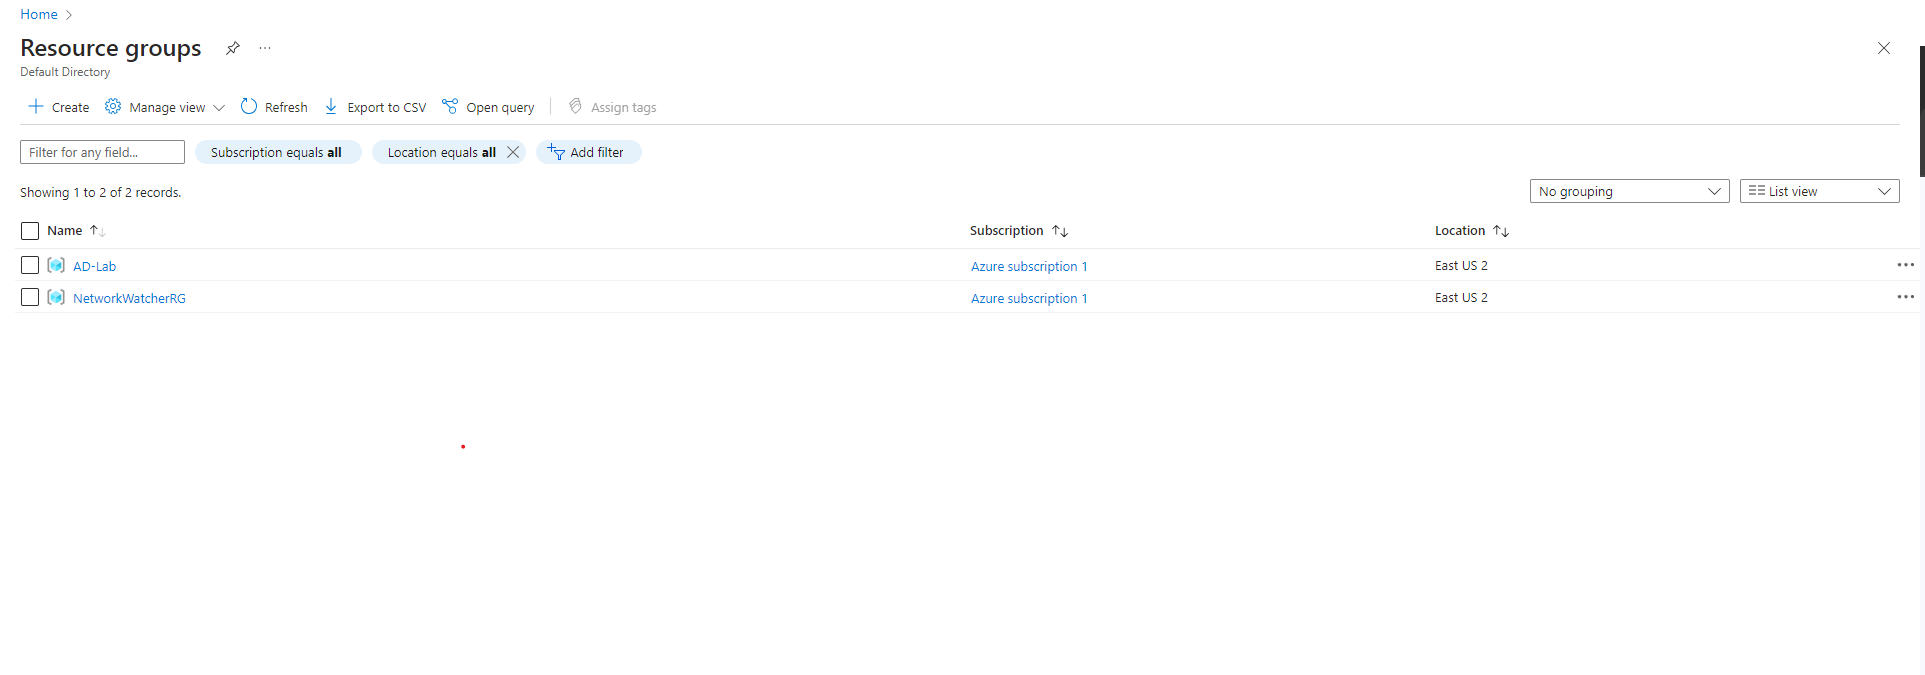 Home
Resource groups
Default Directory
Create Manage view Refresh Export to CSV Open query Assign tags
Filter for any field... Subscription equals all Location equals all Add filter
Showing 1 to 2 of 2 records. No grouping List view
Name Subscription Location
AD-Lab Azure subscription 1 East US 2
NetworkWatcherRG Azure subscription 1 East US 2